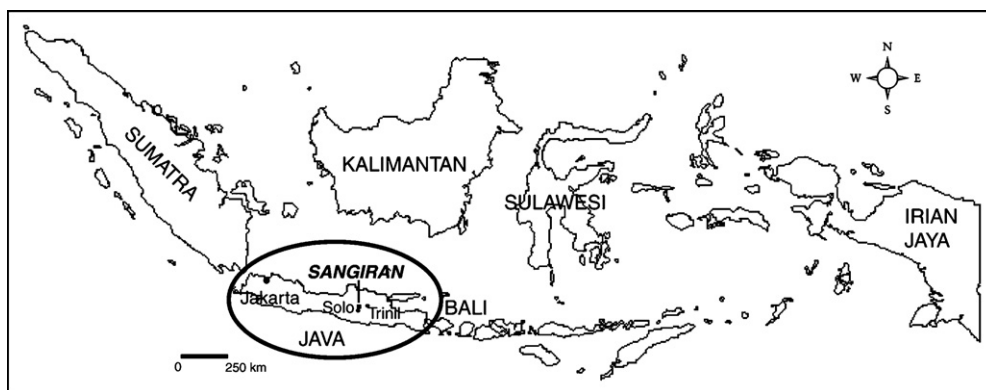 N
W E
S
SUMATRA
KALIMANTAN
SULAWESI
IRIAN
JAYA
SANGIRAN
Jakarta
Solo
Trinil
BALI
JAVA
0 250 km